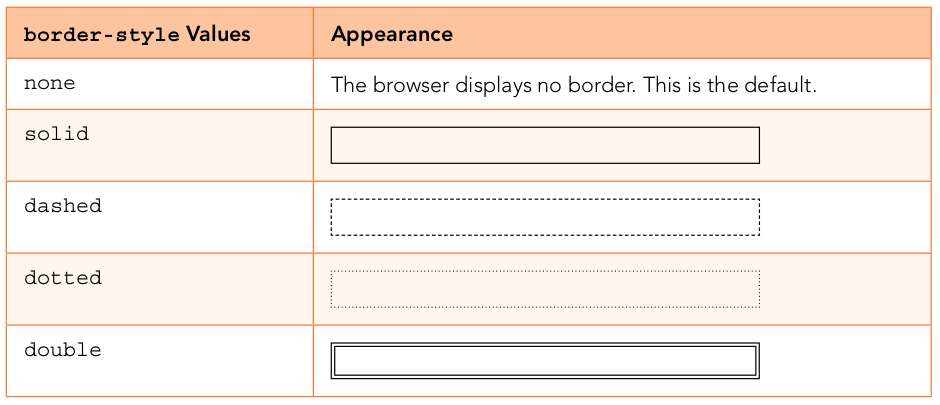 border-style Values Appearance
none The browser displays no border. This is the default.
solid
dashed
dotted
double